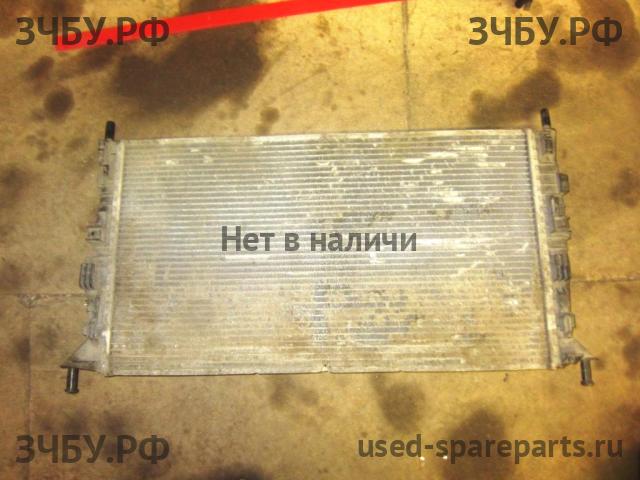 ЗЧБУ.РФ ЗЧБУ.РФ
Нет в наличи
ЗЧБУ.РФ used-spareparts.ru